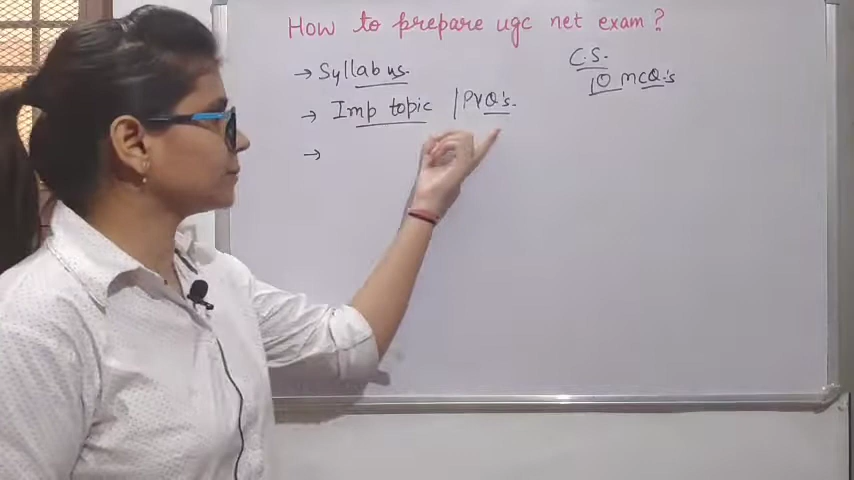 How to prepare ugc net exam?
→ Syllabus.
→ Imp topic | PYQ's.
→
C.S.
10 MCQ's